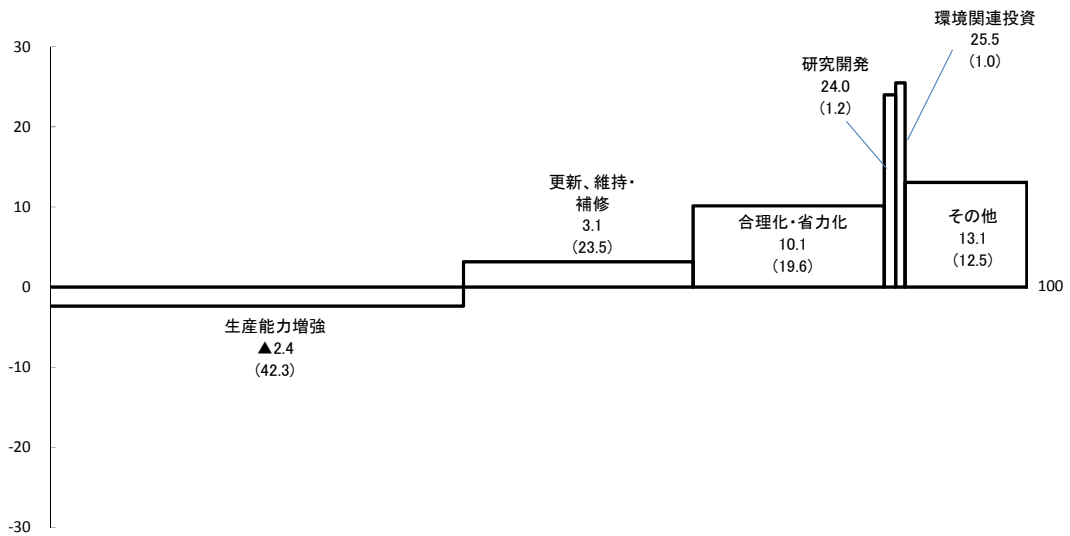 環境関連投資
25.5
(1.0)
研究開発
24.0
(1.2)
更新、維持・
補修
3.1
(23.5)
合理化・省力化
10.1
(19.6)
その他
13.1
(12.5)
生産能力増強
▲2.4
(42.3)
30
20
10
0
-10
-20
-30
100